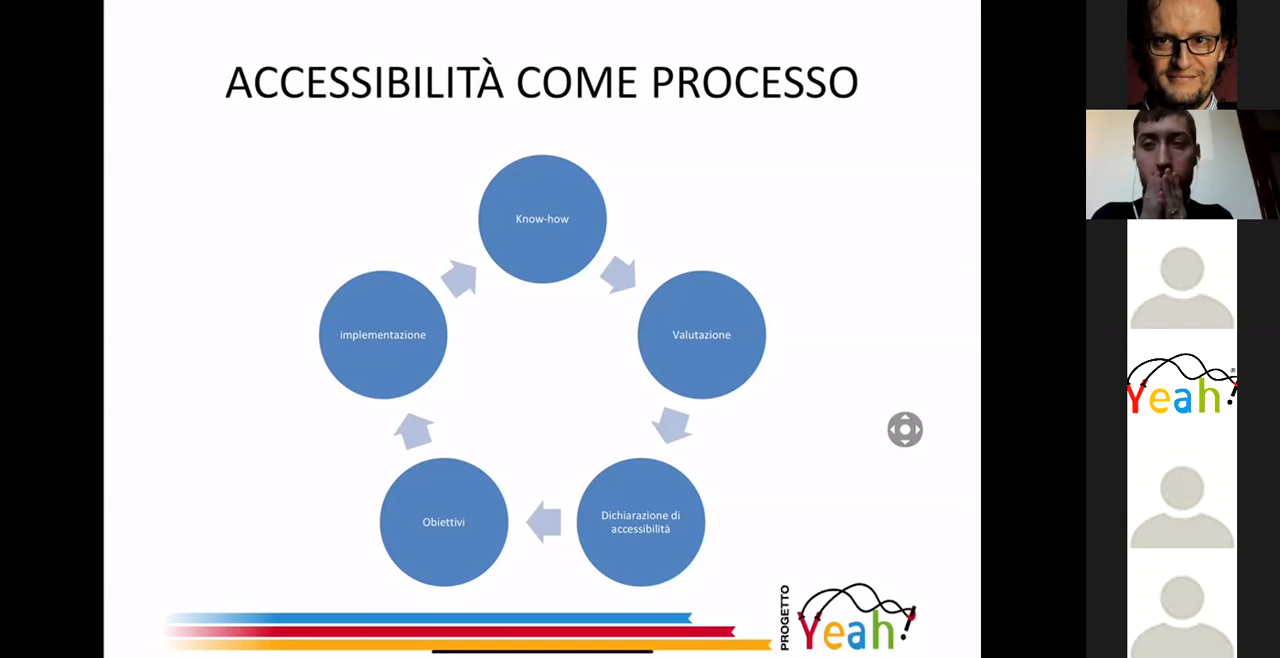 ACCESSIBILITÀ COME PROCESSO
Know-how
Valutazione
Dichiarazione di
accessibilità
Obiettivi
implementazione
PROGETTO
Yeah!
Yeah!
®